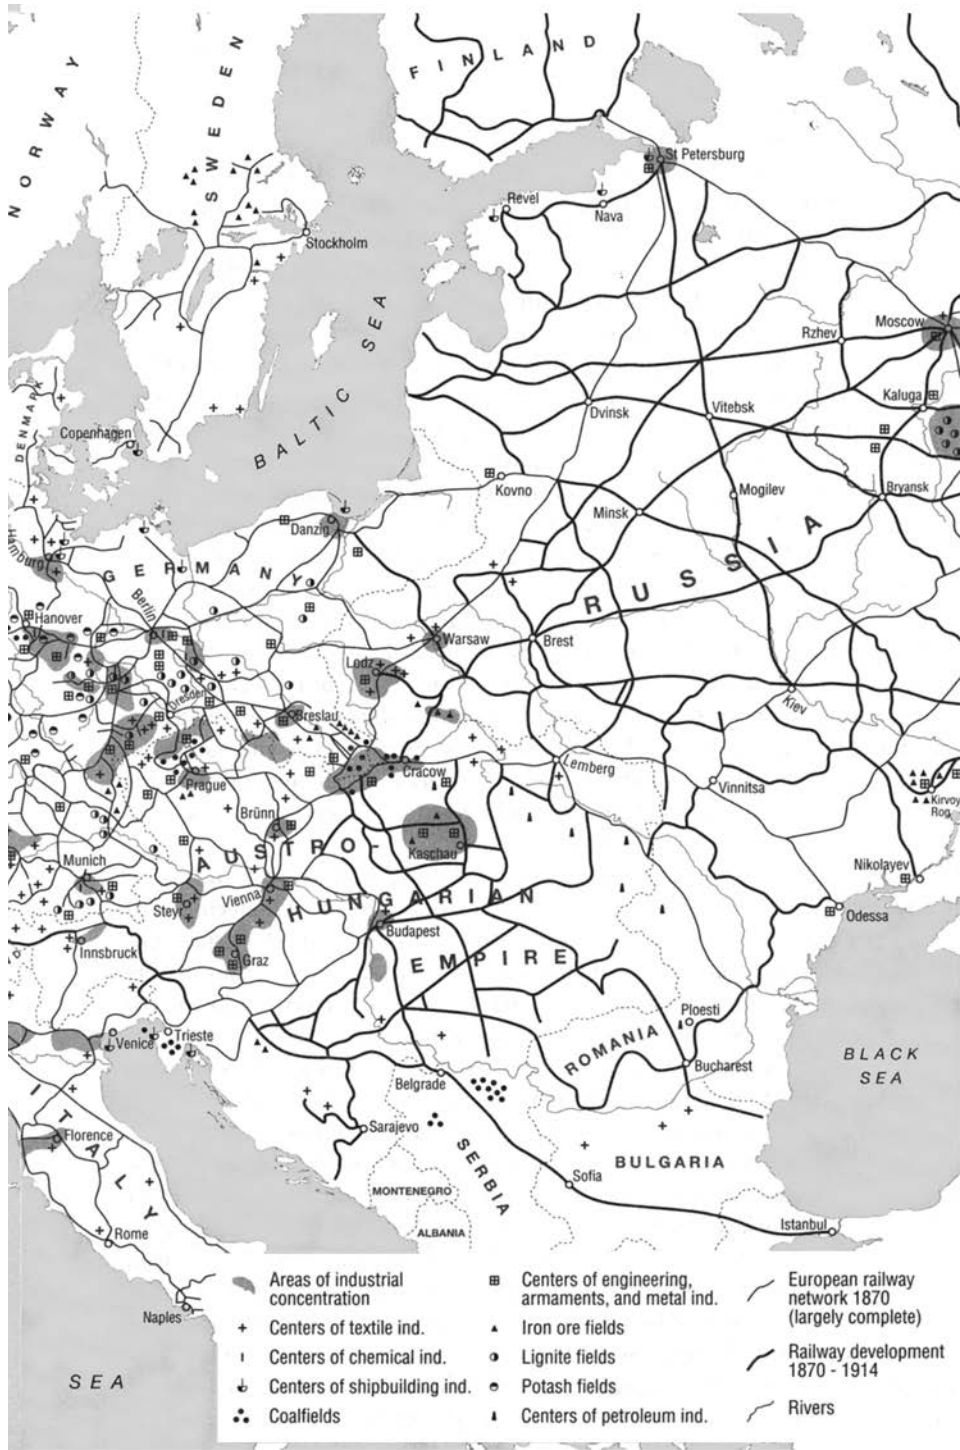 FINLAND
NORWAY
SWEDEN
St Petersburg
Revel
Nava
Stockholm
BALTIC SEA
Moscow
Rzhev
DENMARK
Kaluga
Dvinsk
Vitebsk
Copenhagen
Kovno
Mogilev
Bryansk
Danzig
Minsk
RUSSIA
GERMANY
Berlin
Hanover
Warsaw
Brest
Lodz
Kiev
Dresden
Breslau
Cracow
Lemberg
Prague
Vinnitsa
Kirvoy
Rog
Brünn
Kaschau
AUSTRO-
HUNGARIAN
EMPIRE
Munich
Nikolayev
Vienna
Steyr
Odessa
Budapest
Innsbruck
Graz
Ploesti
Venice
Trieste
ROMANIA
BLACK
SEA
Belgrade
Bucharest
ITALY
Florence
Sarajevo
SERBIA
BULGARIA
Sofia
MONTENEGRO
ALBANIA
Rome
Istanbul
Naples
SEA
Areas of industrial
concentration
Centers of textile ind.
Centers of chemical ind.
Centers of shipbuilding ind.
Coalfields
Centers of engineering,
armaments, and metal ind.
Iron ore fields
Lignite fields
Potash fields
Centers of petroleum ind.
European railway
network 1870
(largely complete)
Railway development
1870 - 1914
Rivers